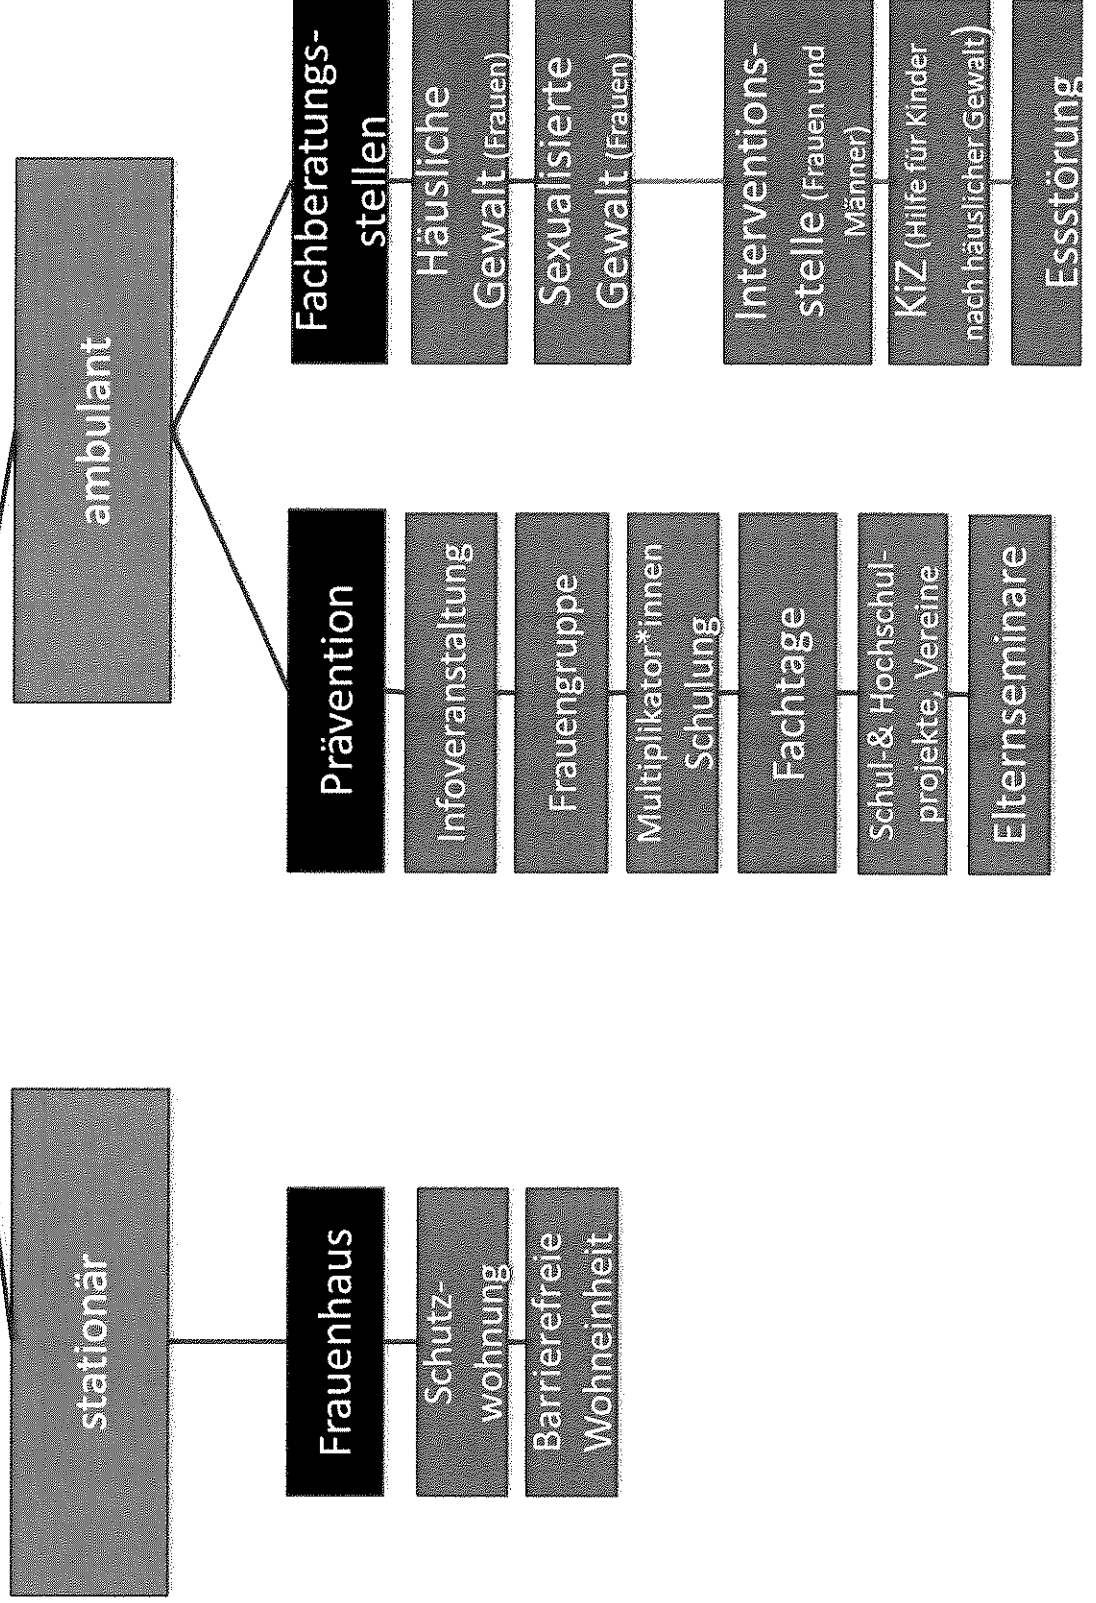 stationär
Frauenhaus
Schutz-
wohnung
Barrierefreie
Wohneinheit
ambulant
Prävention
Infoveranstaltung
Frauengruppe
Multiplikator*innen
Schulung
Fachtage
Schul-& Hochschul-
projekte, Vereine
Elternseminare
Fachberatungs-
stellen
Häusliche
Gewalt (Frauen)
Sexualisierte
Gewalt (Frauen)
Interventions-
stelle (Frauen und
Männer)
KiZ (Hilfe für Kinder
nach häuslicher Gewalt)
Essstörung